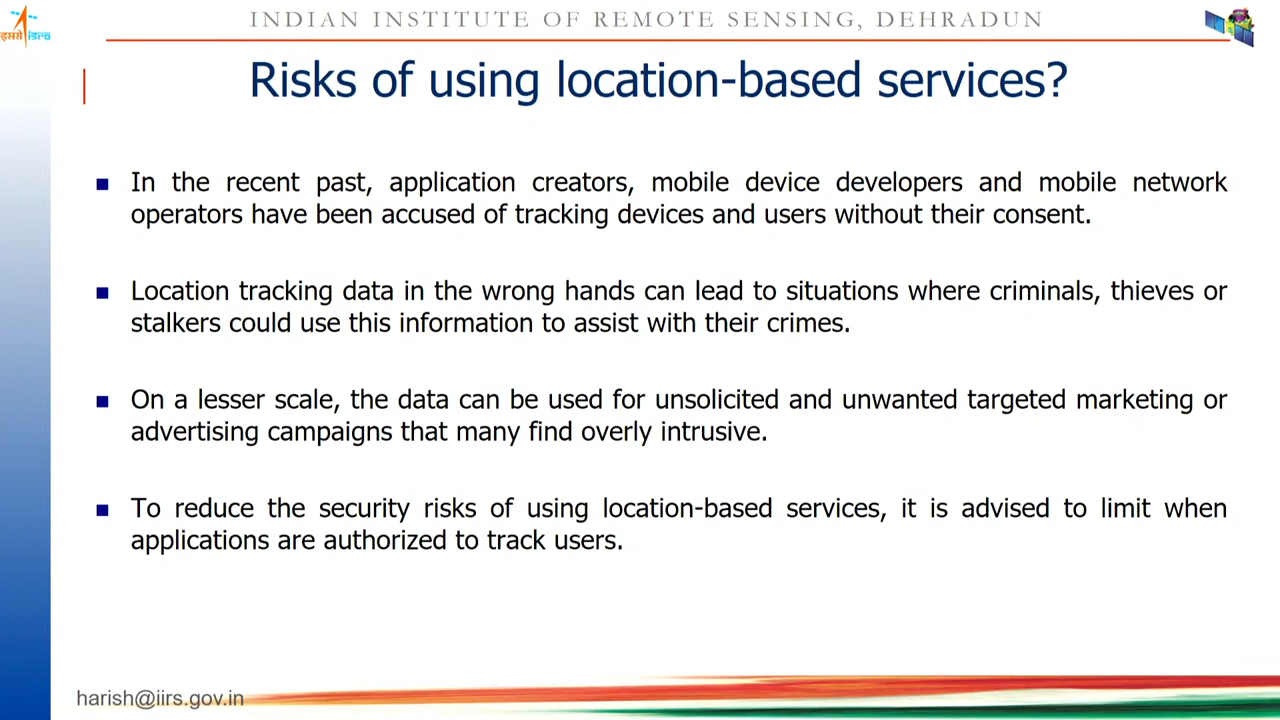 INDIAN INSTITUTE OF REMOTE SENSING, DEHRADUN
इसरो isro
Risks of using location-based services?
In the recent past, application creators, mobile device developers and mobile network
operators have been accused of tracking devices and users without their consent.
Location tracking data in the wrong hands can lead to situations where criminals, thieves or
stalkers could use this information to assist with their crimes.
On a lesser scale, the data can be used for unsolicited and unwanted targeted marketing or
advertising campaigns that many find overly intrusive.
To reduce the security risks of using location-based services, it is advised to limit when
applications are authorized to track users.
harish@iirs.gov.in